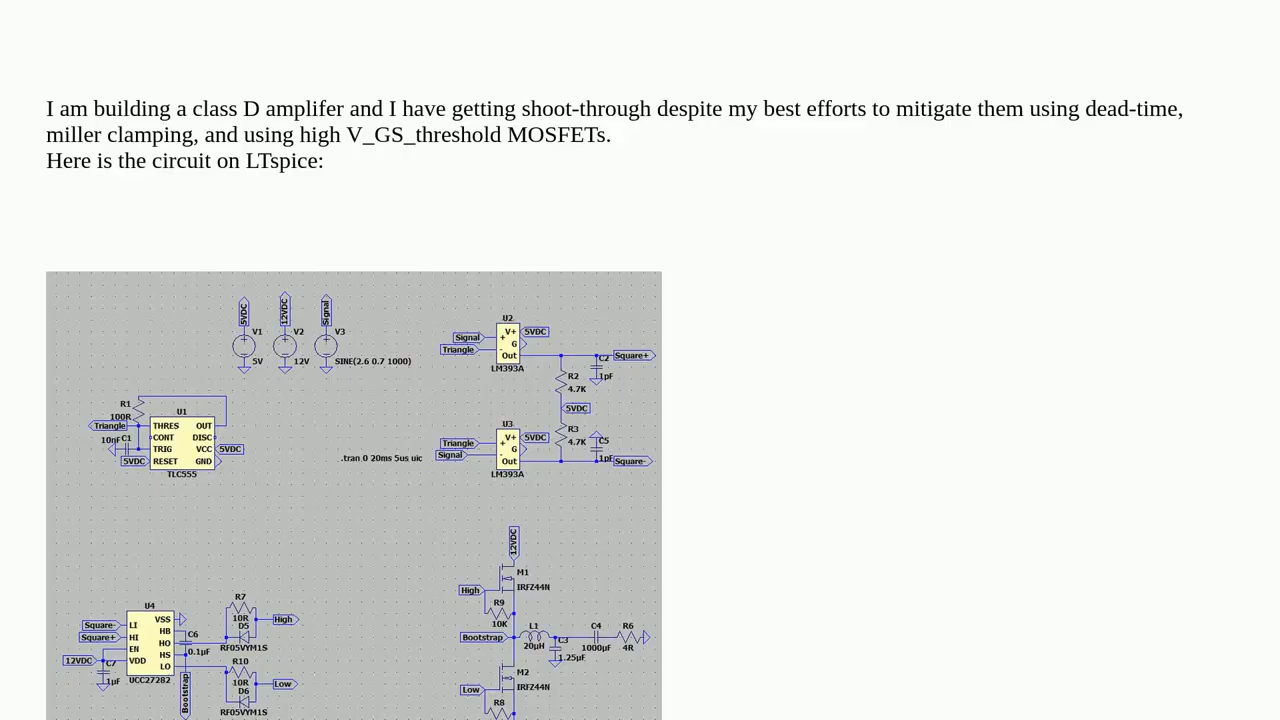 I am building a class D amplifer and I have getting shoot-through despite my best efforts to mitigate them using dead-time,
miller clamping, and using high V_GS_threshold MOSFETs.
Here is the circuit on LTspice:
5VDC
12VDC
Signal
V1
V2
V3
5V
12V
SINE(2.6 0.7 1000)
U2
Signal
Triangle
V+
+
-
G
Out
5VDC
LM393A
Square+
C2
1pF
R2
4.7K
5VDC
R3
4.7K
U3
Triangle
Signal
V+
+
-
G
Out
5VDC
LM393A
C5
1pF
Square-
R1
100R
U1
Triangle
10nF
C1
5VDC
THRES
OUT
CONT
DISC
TRIG
VCC
RESET
GND
5VDC
TLC555
.tran 0 20ms 5us uic
12VDC
M1
IRFZ44N
High
R9
10K
Bootstrap
L1
20µH
C3
1.25µF
C4
1000µF
R6
4R
M2
IRFZ44N
Low
R8
U4
Square-
Square+
12VDC
C7
1µF
LI
HI
EN
VDD
VSS
HB
HO
HS
LO
UCC27282
C6
0.1µF
Bootstrap
R7
10R
D5
RF05VYM1S
High
R10
10R
D6
RF05VYM1S
Low